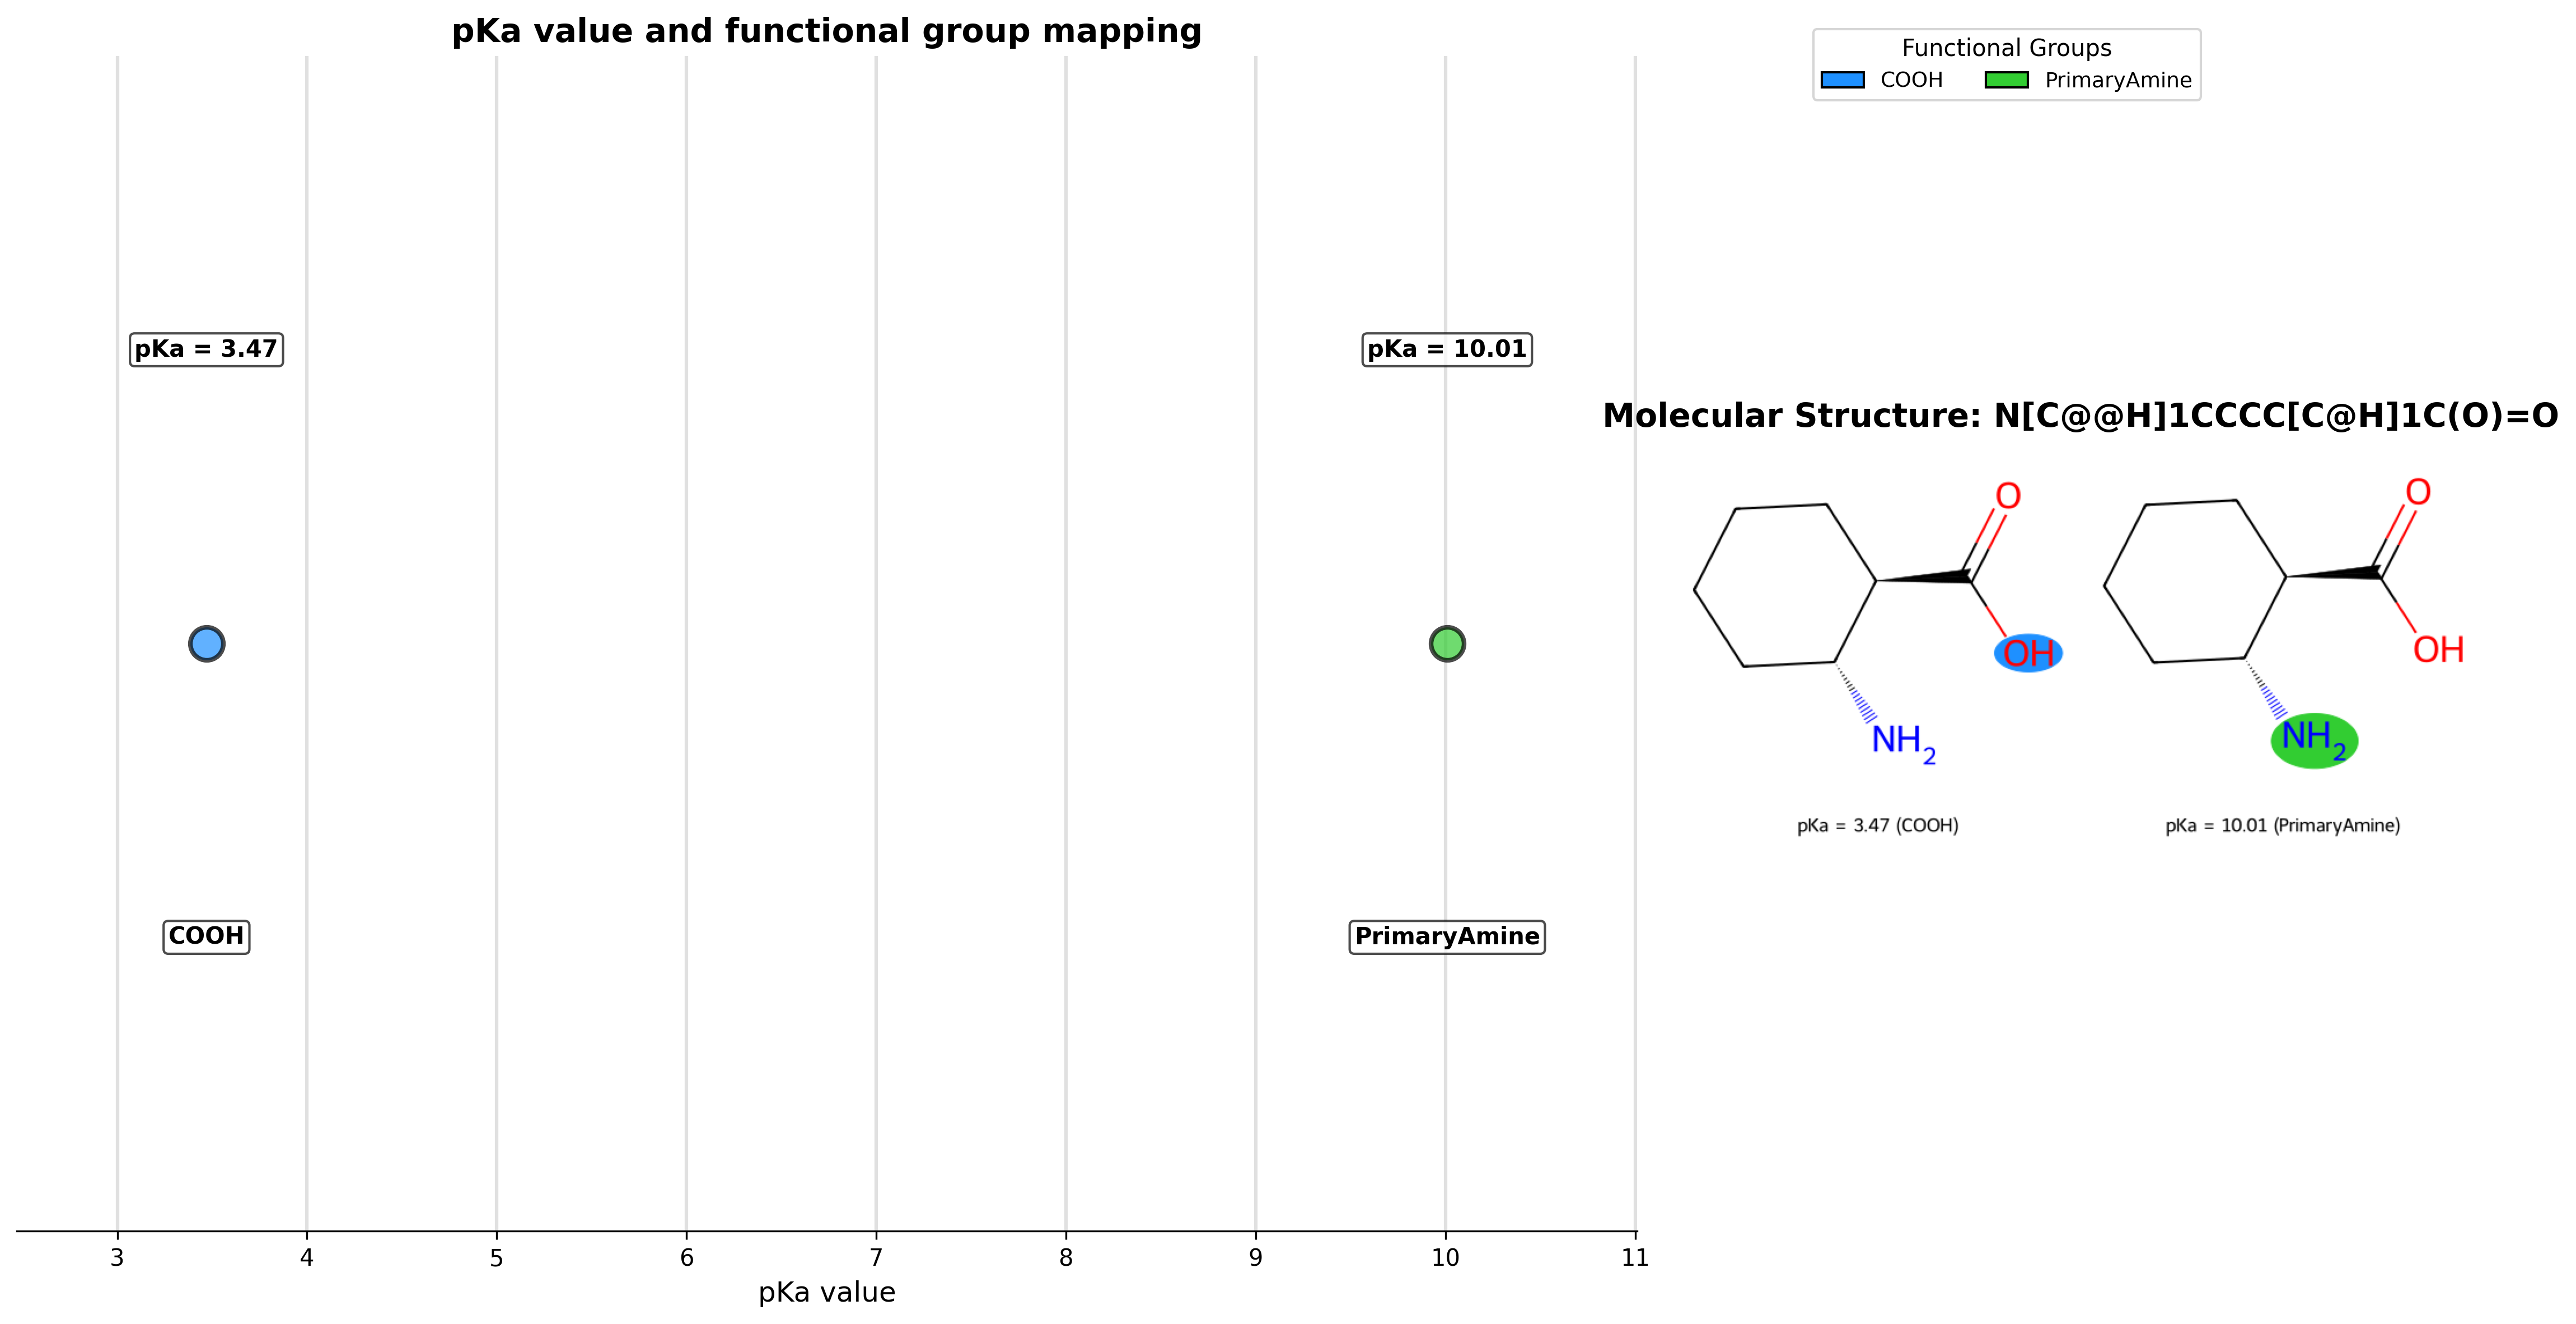 pKa value and functional group mapping
Functional Groups
COOH PrimaryAmine
pKa = 3.47 pKa = 10.01
Molecular Structure: N[C@@H]1CCCC[C@H]1C(O)=O
O O
OH OH
NH2 NH2
pKa = 3.47 (COOH) pKa = 10.01 (PrimaryAmine)
COOH PrimaryAmine
3 4 5 6 7 8 9 10 11
pKa value